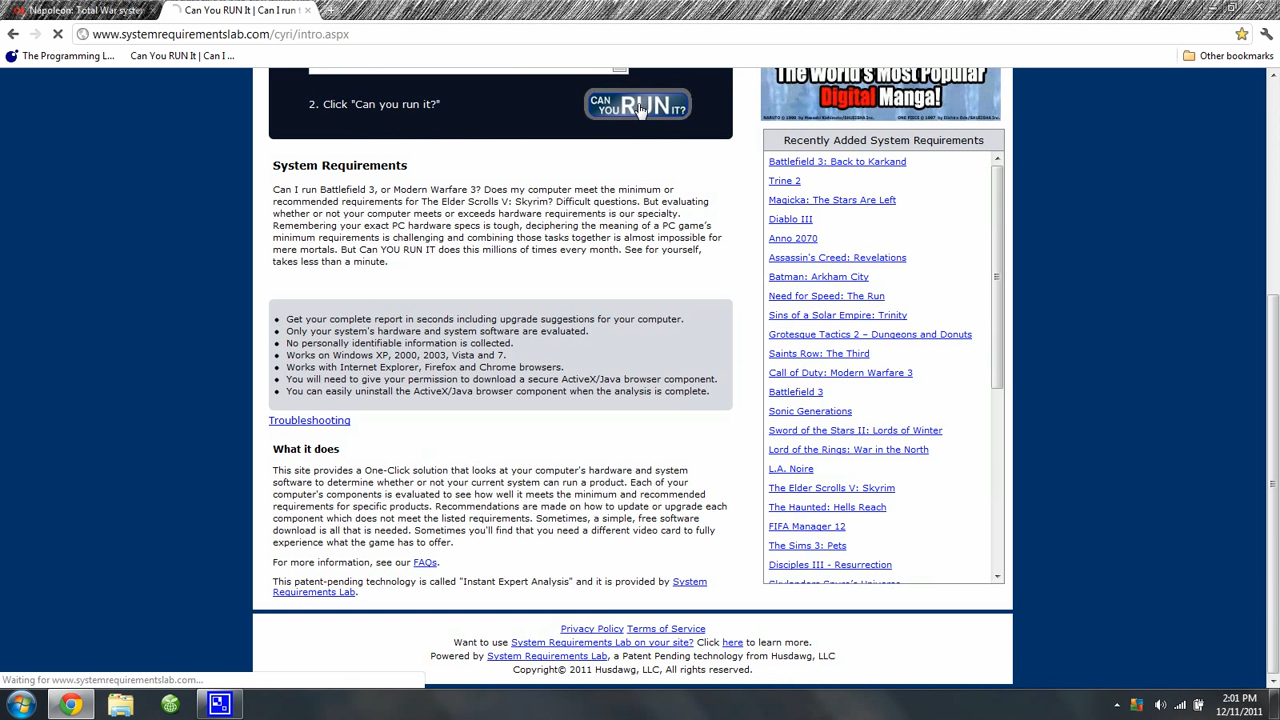 Napoleon: Total War syste
Can You RUN It | Can I run
www.systemrequirementslab.com/cyri/intro.aspx
The Programming L...
Can You RUN It | Can I ...
Other bookmarks
2. Click "Can you run it?"
CAN YOU RUN IT?
The World's Most Popular
Digital Manga!
System Requirements
Can I run Battlefield 3, or Modern Warfare 3? Does my computer meet the minimum or
recommended requirements for The Elder Scrolls V: Skyrim? Difficult questions. But evaluating
whether or not your computer meets or exceeds hardware requirements is our specialty.
Remembering your exact PC hardware specs is tough, deciphering the meaning of a PC game's
minimum requirements is challenging and combining those tasks together is almost impossible for
mere mortals. But Can YOU RUN IT does this millions of times every month. See for yourself,
takes less than a minute.
Get your complete report in seconds including upgrade suggestions for your computer.
Only your system's hardware and system software are evaluated.
No personally identifiable information is collected.
Works on Windows XP, 2000, 2003, Vista and 7.
Works with Internet Explorer, Firefox and Chrome browsers.
You will need to give your permission to download a secure ActiveX/Java browser component.
You can easily uninstall the ActiveX/Java browser component when the analysis is complete.
Troubleshooting
What it does
This site provides a One-Click solution that looks at your computer's hardware and system
software to determine whether or not your current system can run a product. Each of your
computer's components is evaluated to see how well it meets the minimum and recommended
requirements for specific products. Recommendations are made on how to update or upgrade each
component which does not meet the listed requirements. Sometimes, a simple, free software
download is all that is needed. Sometimes you'll find that you need a different video card to fully
experience what the game has to offer.
For more information, see our FAQs.
This patent-pending technology is called "Instant Expert Analysis" and it is provided by System
Requirements Lab.
Recently Added System Requirements
Battlefield 3: Back to Karkand
Trine 2
Magicka: The Stars Are Left
Diablo III
Anno 2070
Assassin's Creed: Revelations
Batman: Arkham City
Need for Speed: The Run
Sins of a Solar Empire: Trinity
Grotesque Tactics 2 – Dungeons and Donuts
Saints Row: The Third
Call of Duty: Modern Warfare 3
Battlefield 3
Sonic Generations
Sword of the Stars II: Lords of Winter
Lord of the Rings: War in the North
L.A. Noire
The Elder Scrolls V: Skyrim
The Haunted: Hells Reach
FIFA Manager 12
The Sims 3: Pets
Disciples III - Resurrection
Privacy Policy Terms of Service
Want to use System Requirements Lab on your site? Click here to learn more.
Powered by System Requirements Lab, a Patent Pending technology from Husdawg, LLC
Copyright© 2011 Husdawg, LLC, All rights reserved.
Waiting for www.systemrequirementslab.com...
2:01 PM
12/11/2011